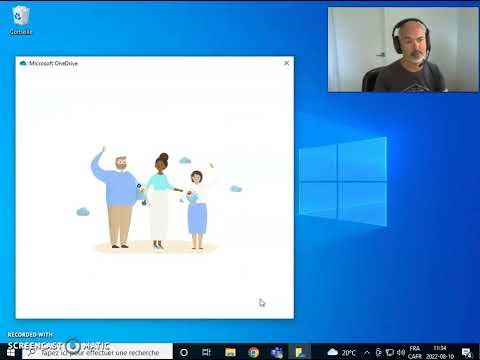 Corbeille
Microsoft OneDrive
RECORDED WITH
SCREENCAST MATIC
Tapez ici pour effectuer une recherche
20°C
FRA
CAFR
11:34
2022-08-10